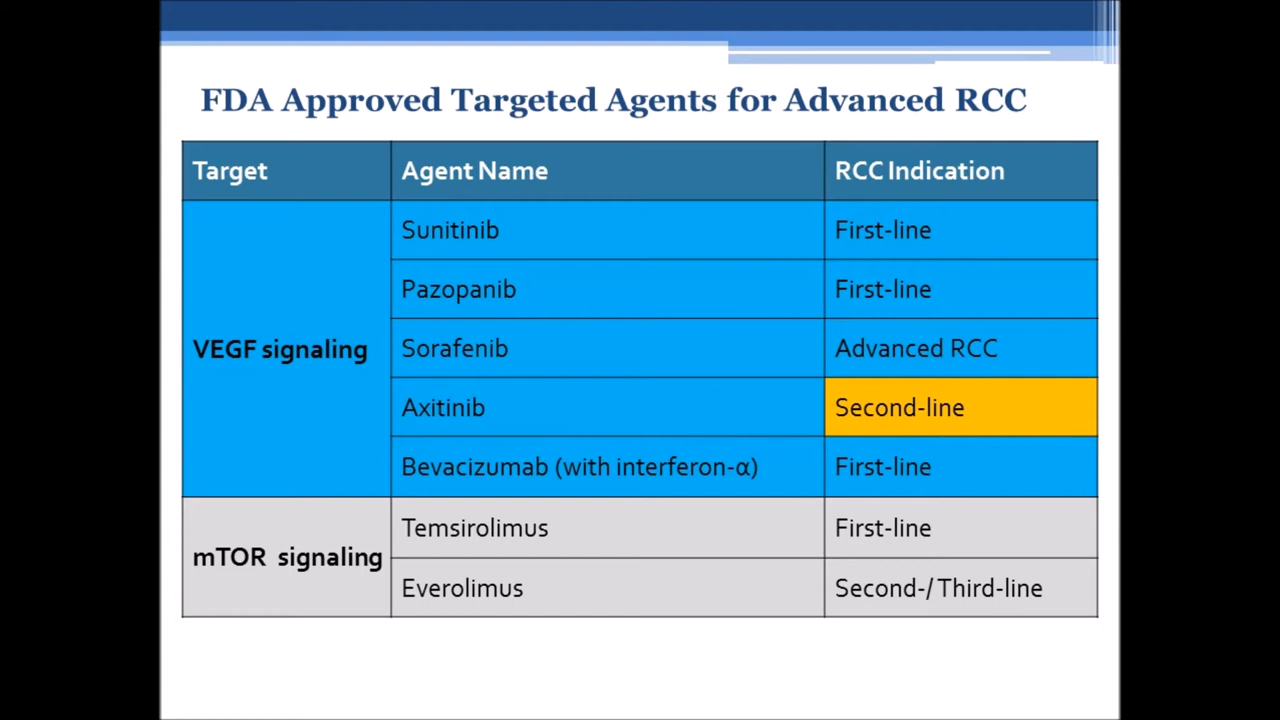 FDA Approved Targeted Agents for Advanced RCC
Target Agent Name RCC Indication
VEGF signaling
Sunitinib First-line
Pazopanib First-line
Sorafenib Advanced RCC
Axitinib Second-line
Bevacizumab (with interferon-α) First-line
mTOR signaling
Temsirolimus First-line
Everolimus Second-/Third-line